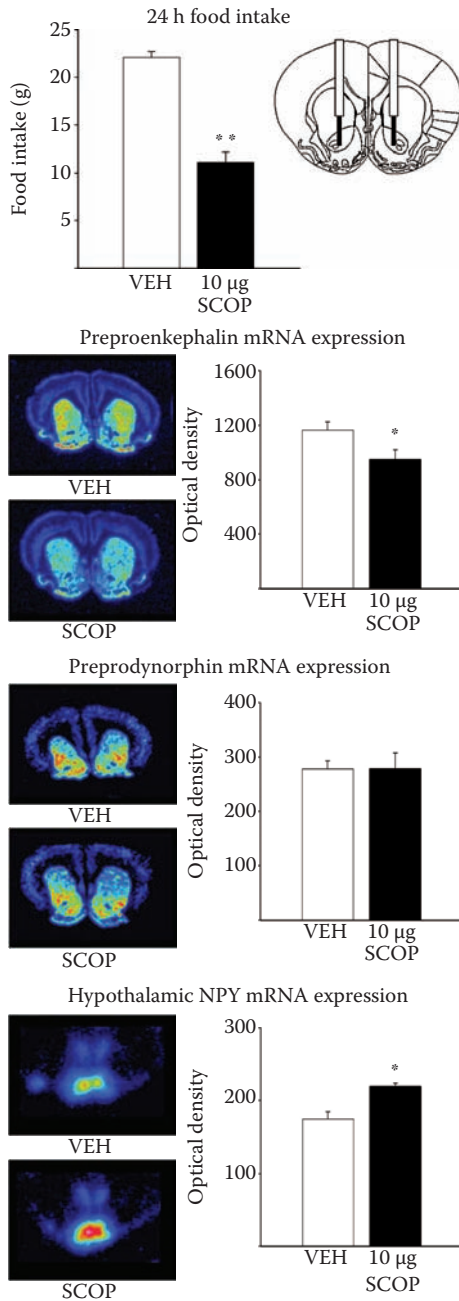 24 h food intake
Food intake (g)
25
20
15
10
5
**
VEH
10 μg
SCOP
Preproenkephalin mRNA expression
VEH
SCOP
Optical density
1600
1200
800
400
*
VEH
10 μg
SCOP
Preprodynorphin mRNA expression
VEH
SCOP
Optical density
400
300
200
100
VEH
10 μg
SCOP
Hypothalamic NPY mRNA expression
VEH
SCOP
Optical density
300
200
100
*
VEH
10 μg
SCOP